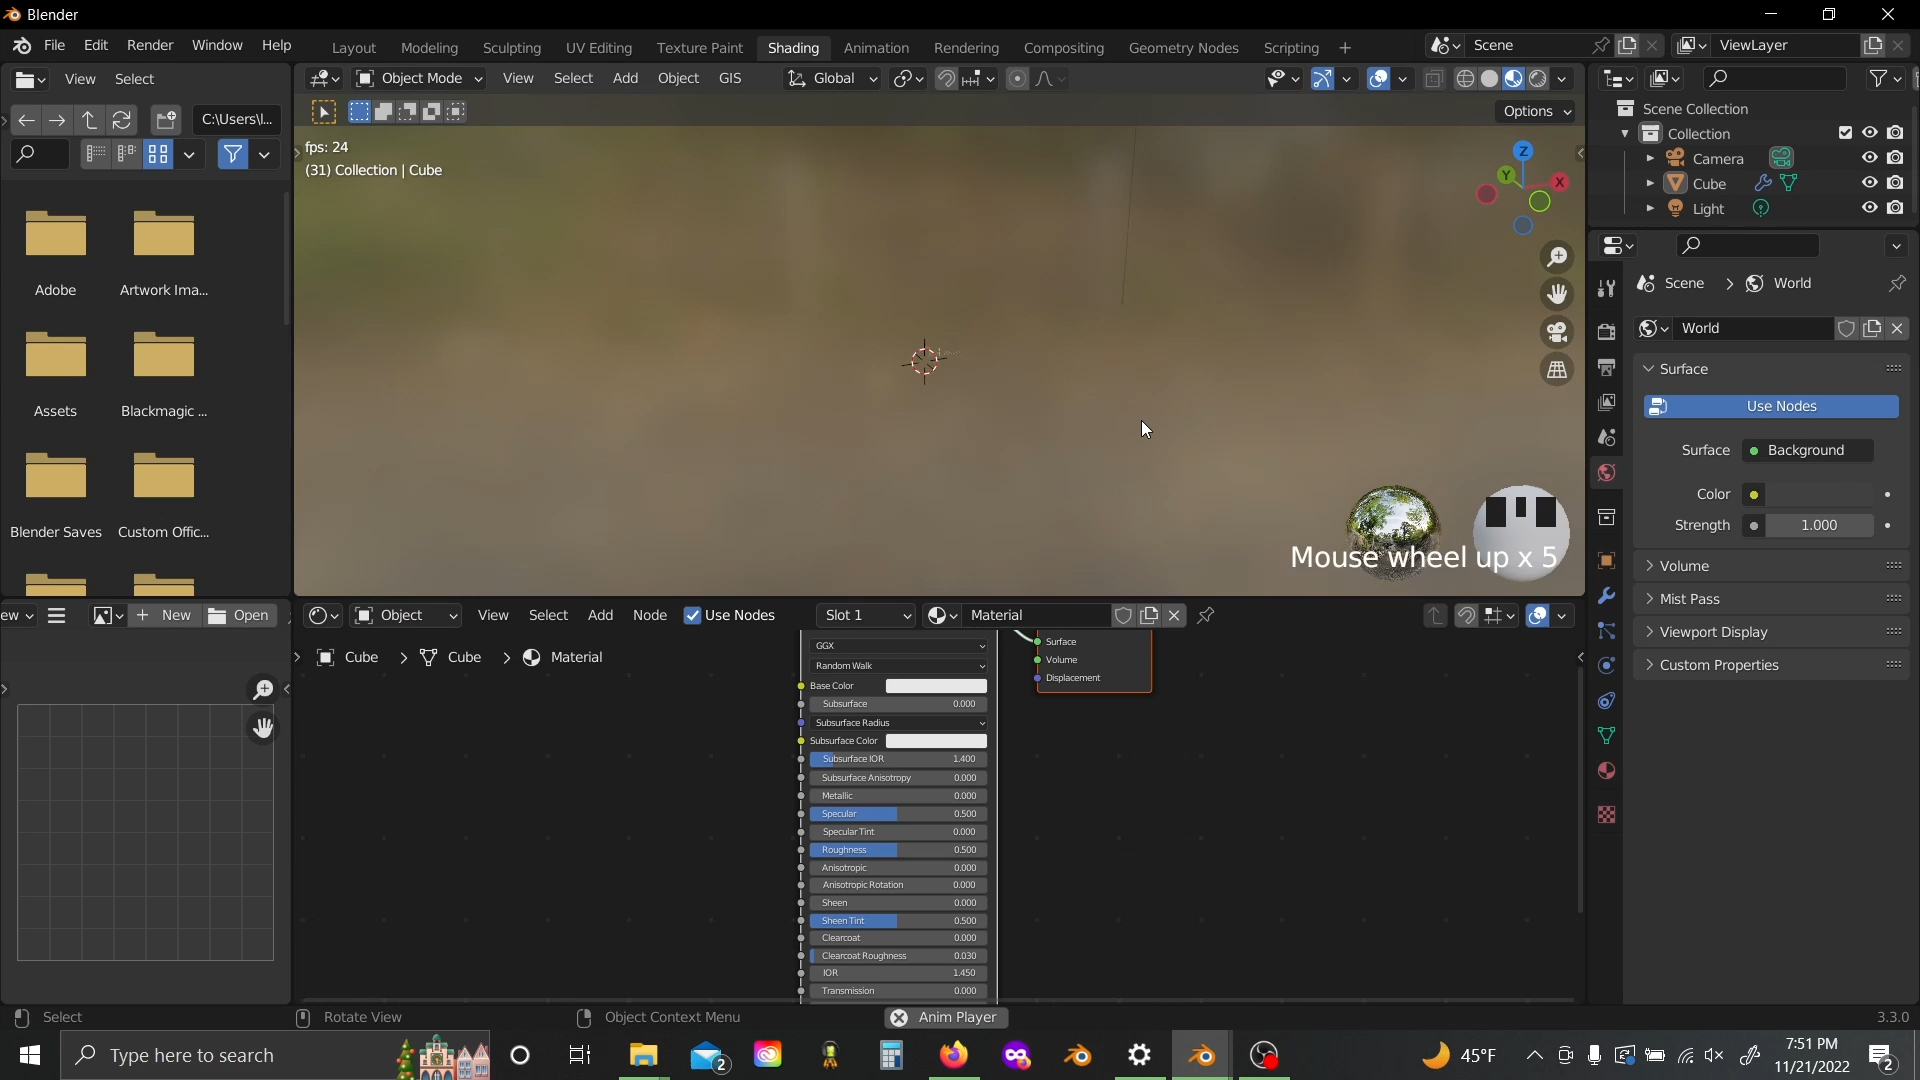 Blender
File Edit Render Window Help
Layout Modeling Sculpting UV Editing Texture Paint Shading Animation Rendering Compositing Geometry Nodes Scripting +
Scene
ViewLayer
View Select
Object Mode View Select Add Object GIS
Global
C:\Users\l...
Options
fps: 24
(31) Collection | Cube
Z
Y
X
Adobe
Artwork Ima...
Assets
Blackmagic ...
Blender Saves
Custom Offic...
Mouse wheel up x 5
Scene Collection
Collection
Camera
Cube
Light
Scene > World
World
Surface
Use Nodes
Surface Background
Color
Strength 1.000
Volume
Mist Pass
Viewport Display
Custom Properties
ew
New
Open
Object View Select Add Node Use Nodes
Slot 1
Material
Cube > Cube > Material
GGX
Random Walk
Base Color
Subsurface 0.000
Subsurface Radius
Subsurface Color
Subsurface IOR 1.400
Subsurface Anisotropy 0.000
Metallic 0.000
Specular 0.500
Specular Tint 0.000
Roughness 0.500
Anisotropic 0.000
Anisotropic Rotation 0.000
Sheen 0.000
Sheen Tint 0.500
Clearcoat 0.000
Clearcoat Roughness 0.030
IOR 1.450
Transmission 0.000
Surface
Volume
Displacement
Select
Rotate View
Object Context Menu
Anim Player
3.3.0
Type here to search
2
45°F
7:51 PM
11/21/2022
2